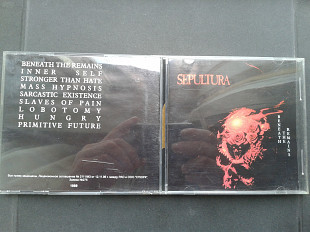 BENEATH THE REMAINS
INNER SELF
STRONGER THAN HATE
MASS HYPNOSIS
SARCASTIC EXISTENCE
SLAVES OF PAIN
LOBOTOMY
HUNGRY
PRIMITIVE FUTURE
1989
SEPULTURA
BENEATH
THE
REMAINS